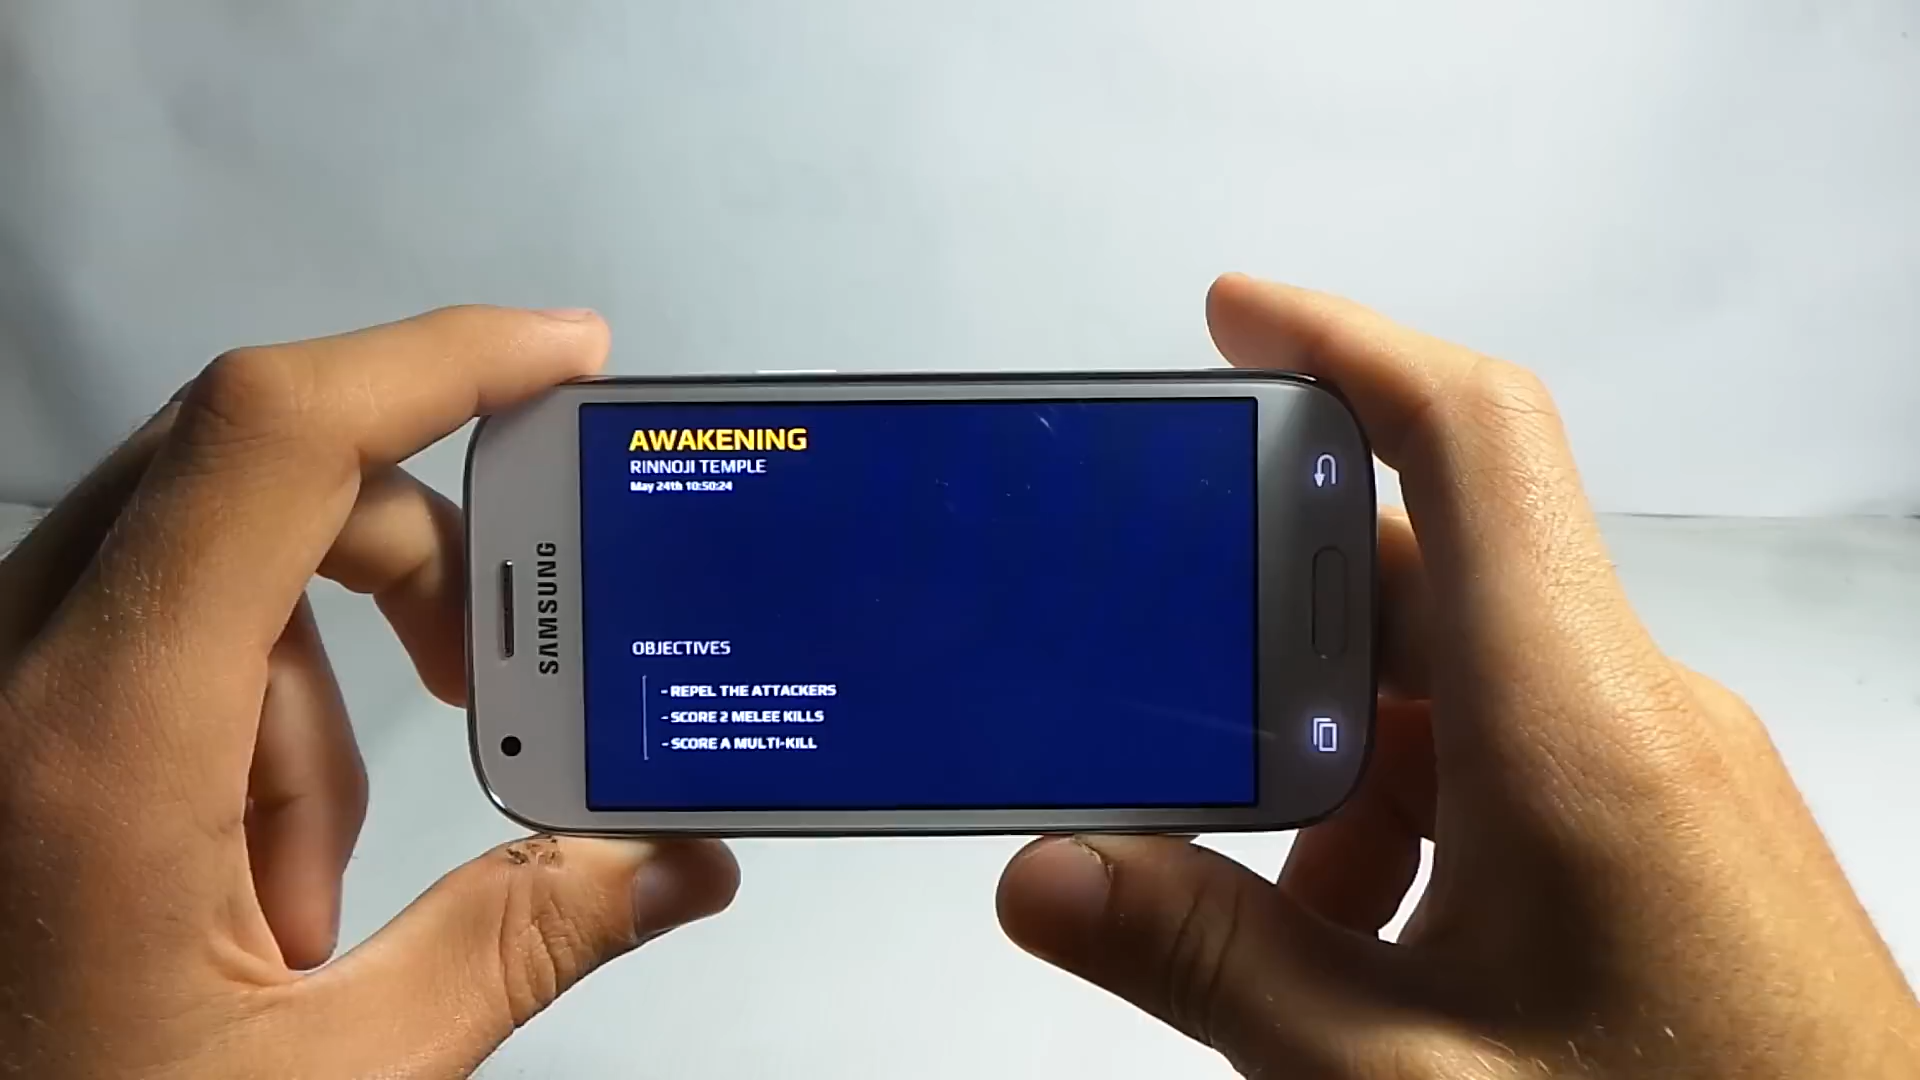 AWAKENING
RINNOJI TEMPLE
May 24th 10:50:24
SAMSUNG
OBJECTIVES
- REPEL THE ATTACKERS
- SCORE 2 MELEE KILLS
- SCORE A MULTI-KILL